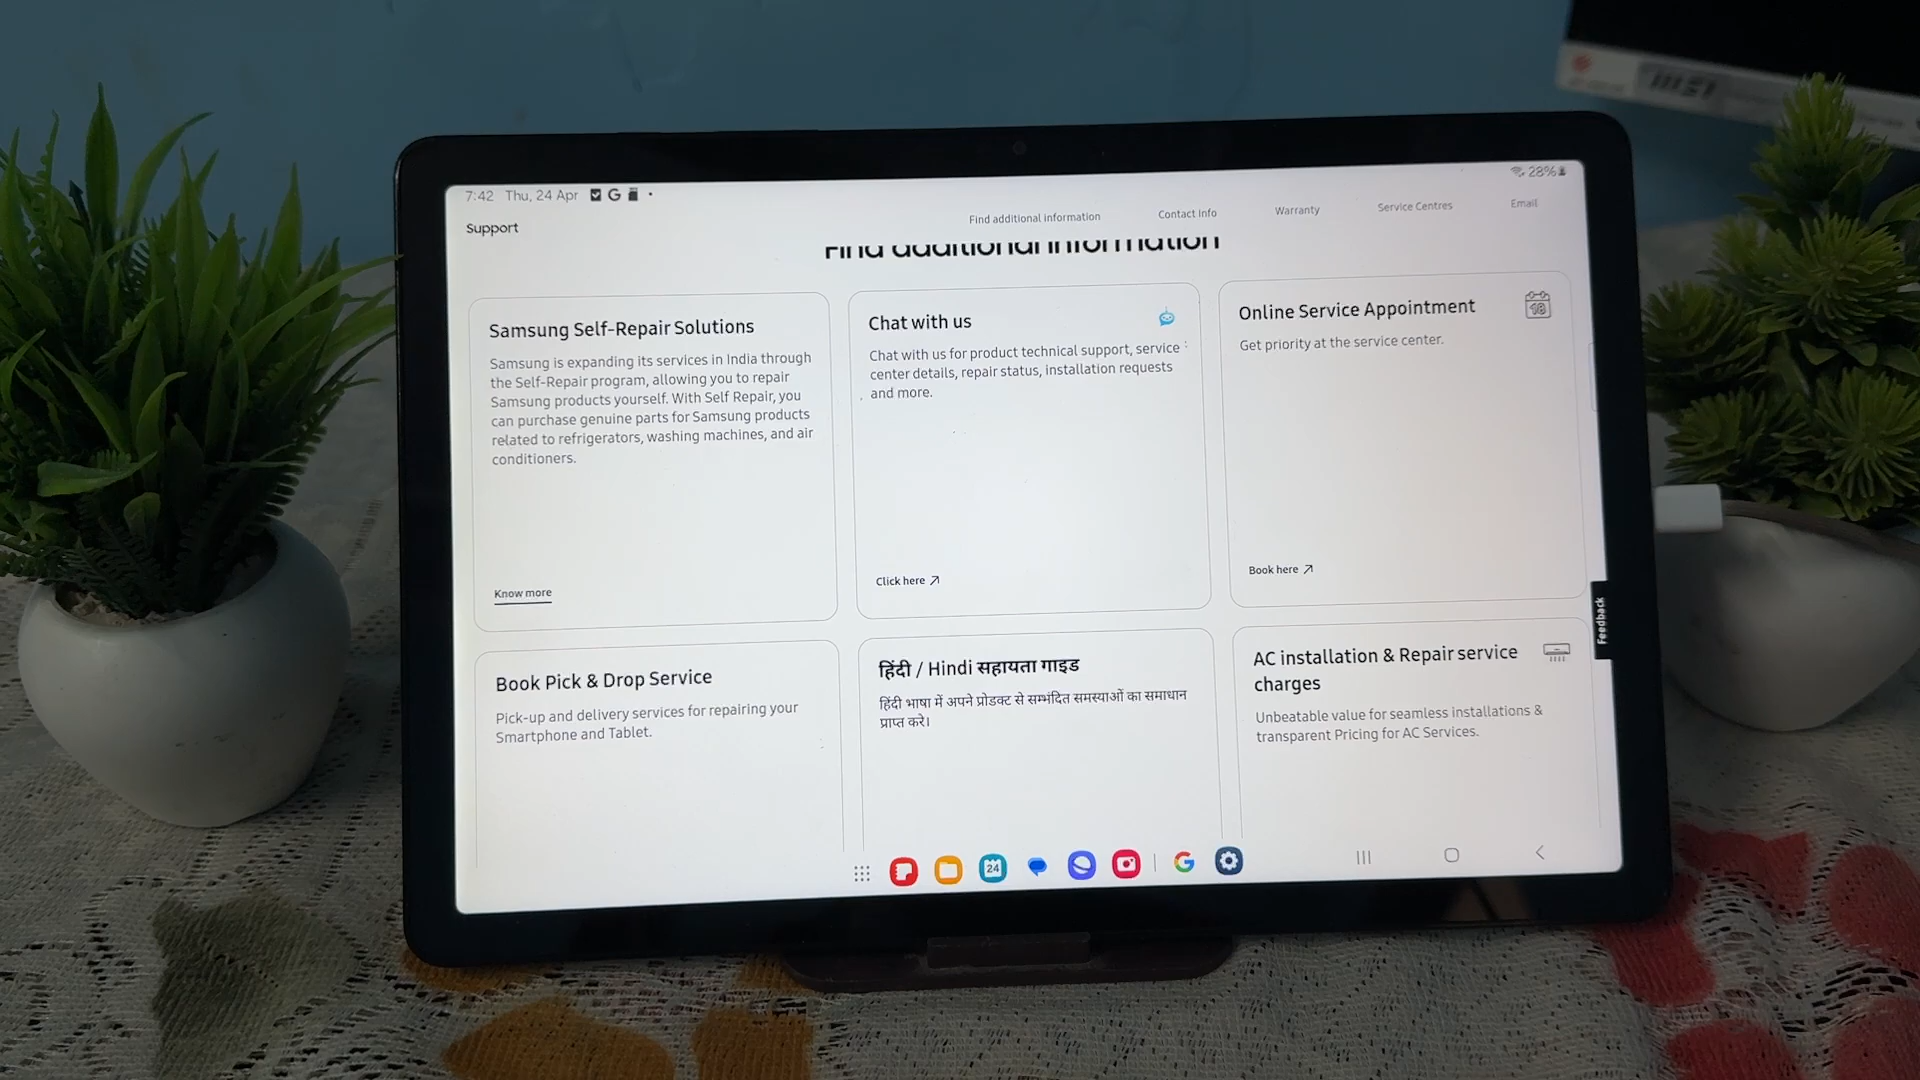 7:42 Thu, 24 Apr
28%
Support
Find additional information
Contact Info
Warranty
Service Centres
Email
Find additional information
Samsung Self-Repair Solutions
Samsung is expanding its services in India through
the Self-Repair program, allowing you to repair
Samsung products yourself. With Self Repair, you
can purchase genuine parts for Samsung products
related to refrigerators, washing machines, and air
conditioners.
Know more
Chat with us
Chat with us for product technical support, service
center details, repair status, installation requests
and more.
Click here
Online Service Appointment
18
Get priority at the service center.
Book here
Feedback
Book Pick & Drop Service
Pick-up and delivery services for repairing your
Smartphone and Tablet.
हिंदी / Hindi सहायता गाइड
हिंदी भाषा में अपने प्रोडक्ट से सम्भंदित समस्याओं का समाधान
प्राप्त करे।
AC installation & Repair service
charges
Unbeatable value for seamless installations &
transparent Pricing for AC Services.
24
msi